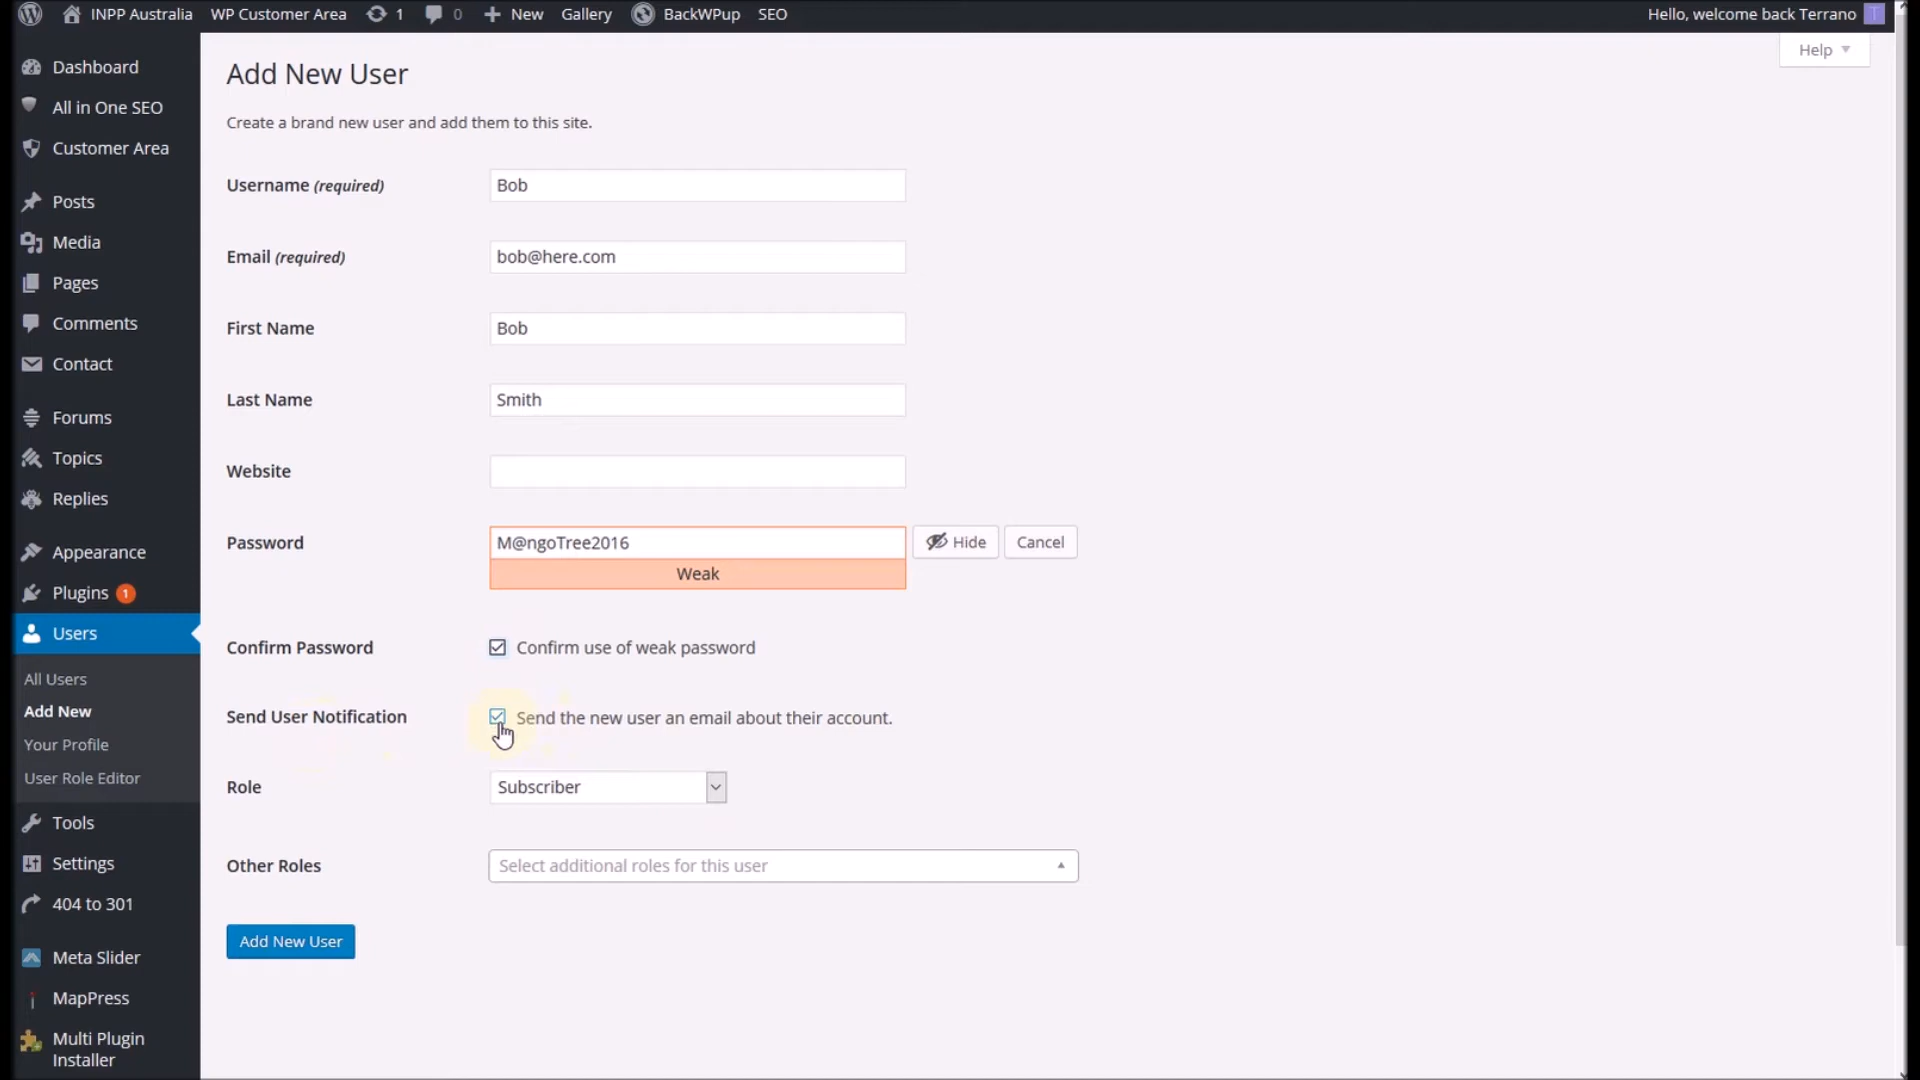 INPP Australia WP Customer Area 1 0 New Gallery BackWPup SEO Hello, welcome back Terrano T
Help
Dashboard
All in One SEO
Customer Area
Posts
Media
Pages
Comments
Contact
Forums
Topics
Replies
Appearance
Plugins 1
Users
All Users
Add New
Your Profile
User Role Editor
Tools
Settings
404 to 301
Meta Slider
MapPress
Multi Plugin
Installer
Add New User
Create a brand new user and add them to this site.
Username (required) Bob
Email (required) bob@here.com
First Name Bob
Last Name Smith
Website
Password M@ngoTree2016 Hide Cancel
Weak
Confirm Password Confirm use of weak password
Send User Notification Send the new user an email about their account.
Role Subscriber
Other Roles Select additional roles for this user
Add New User